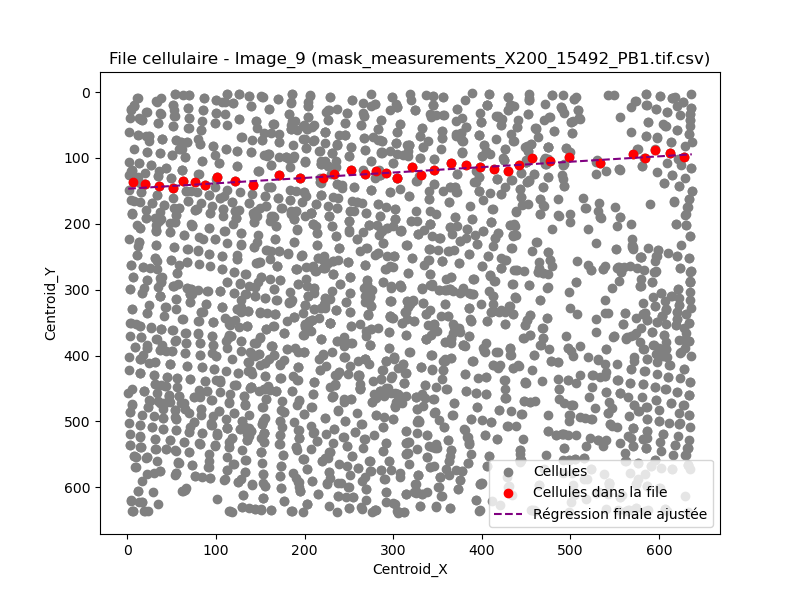 File cellulaire - Image_9 (mask_measurements_X200_15492_PB1.tif.csv)
0
100
200
300
400
500
600
Centroid_Y
Cellules
Cellules dans la file
Régression finale ajustée
0 100 200 300 400 500 600
Centroid_X